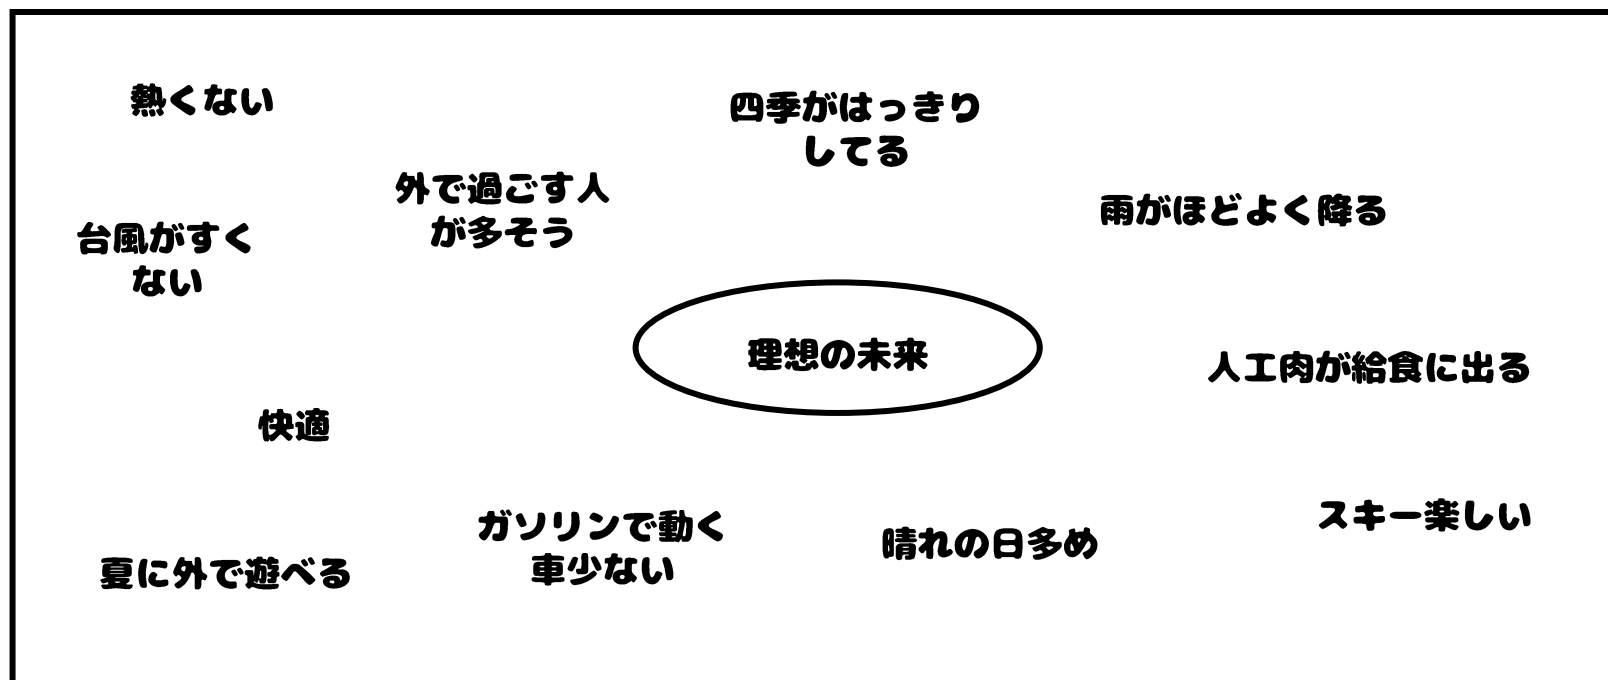 熱くない
四季がはっきり
してる
外で過ごす人
が多そう
雨がほどよく降る
台風がすく
ない
理想の未来
人工肉が給食に出る
快適
スキー楽しい
ガソリンで動く
車少ない
晴れの日多め
夏に外で遊べる